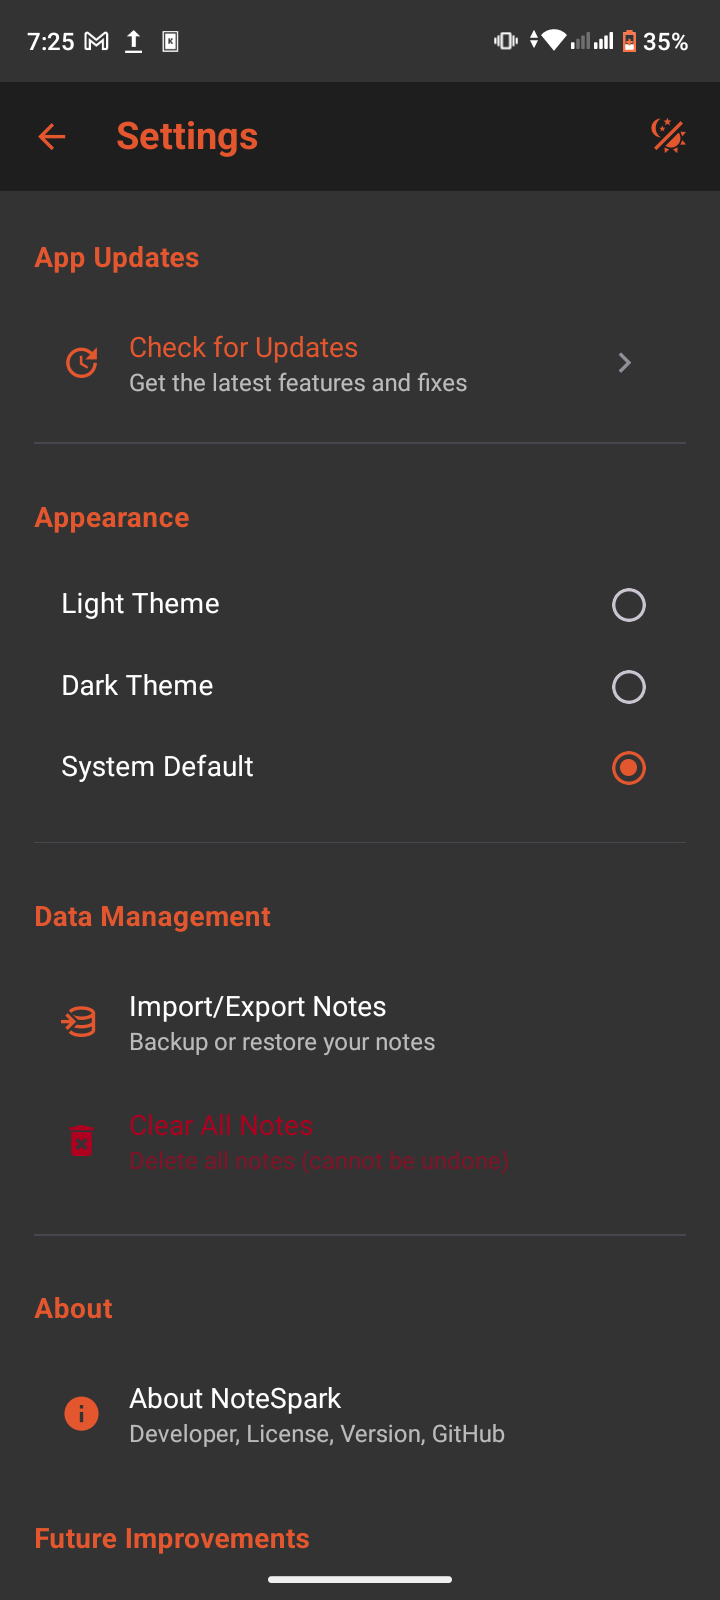 7:25
35%
Settings
App Updates
Check for Updates
Get the latest features and fixes
Appearance
Light Theme
Dark Theme
System Default
Data Management
Import/Export Notes
Backup or restore your notes
Clear All Notes
Delete all notes (cannot be undone)
About
About NoteSpark
Developer, License, Version, GitHub
Future Improvements